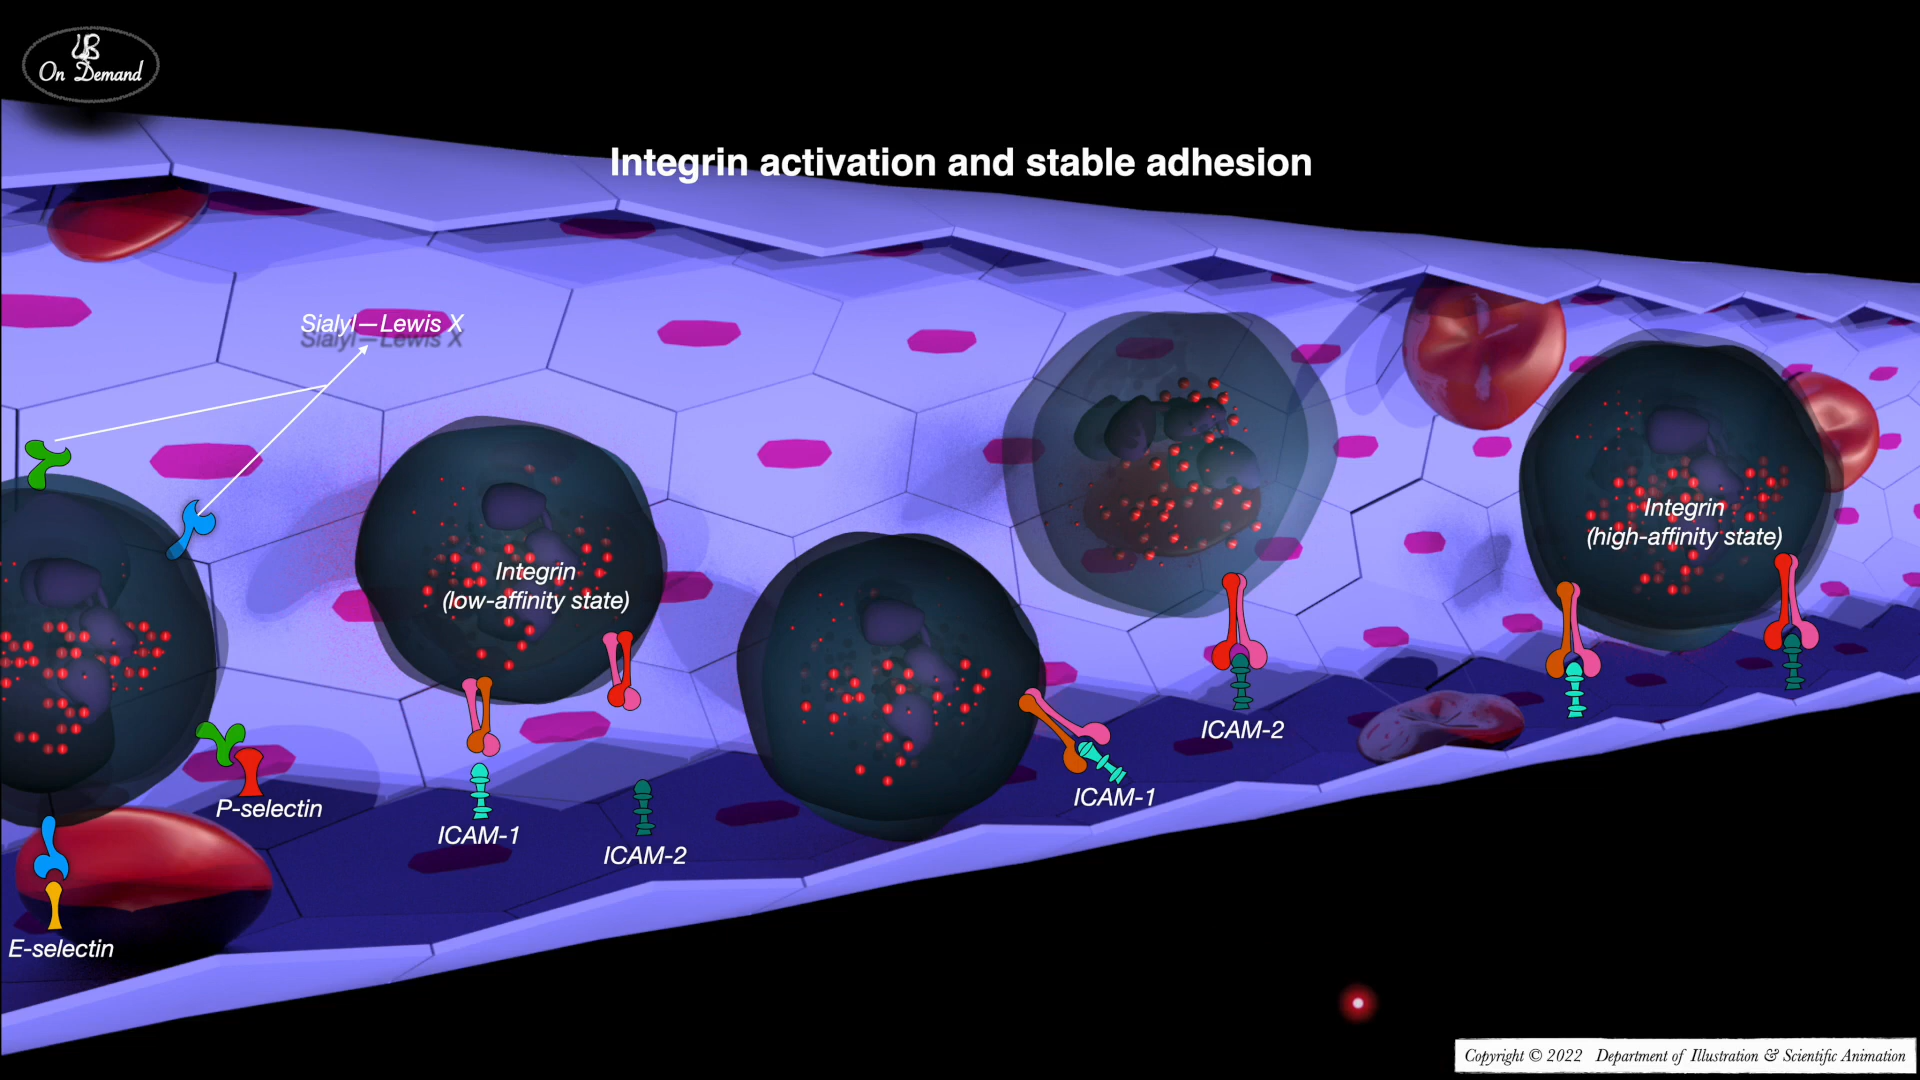 On Demand
Integrin activation and stable adhesion
Sialyl—Lewis X
Integrin
(low-affinity state)
Integrin
(high-affinity state)
P-selectin
ICAM-1
ICAM-2
ICAM-1
ICAM-2
E-selectin
Copyright © 2022 Department of Illustration & Scientific Animation